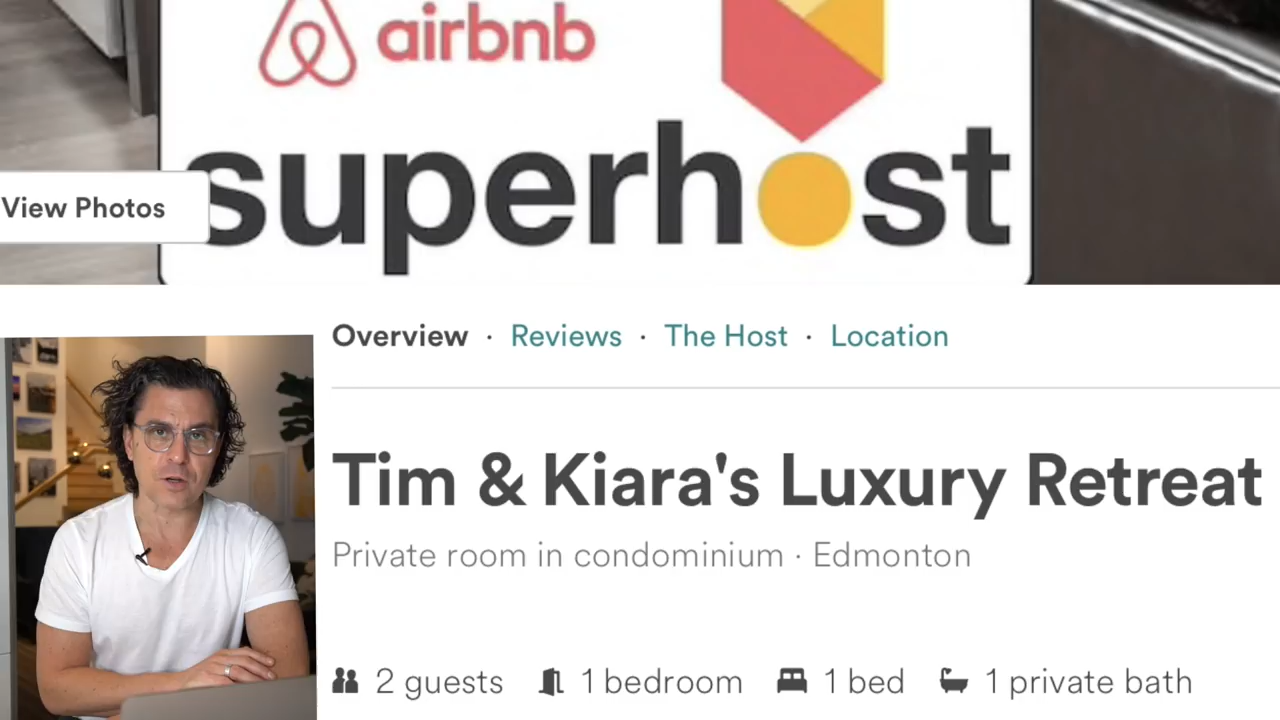 airbnb
superhost
View Photos
Overview · Reviews · The Host · Location
Tim & Kiara's Luxury Retreat
Private room in condominium · Edmonton
2 guests 1 bedroom 1 bed 1 private bath